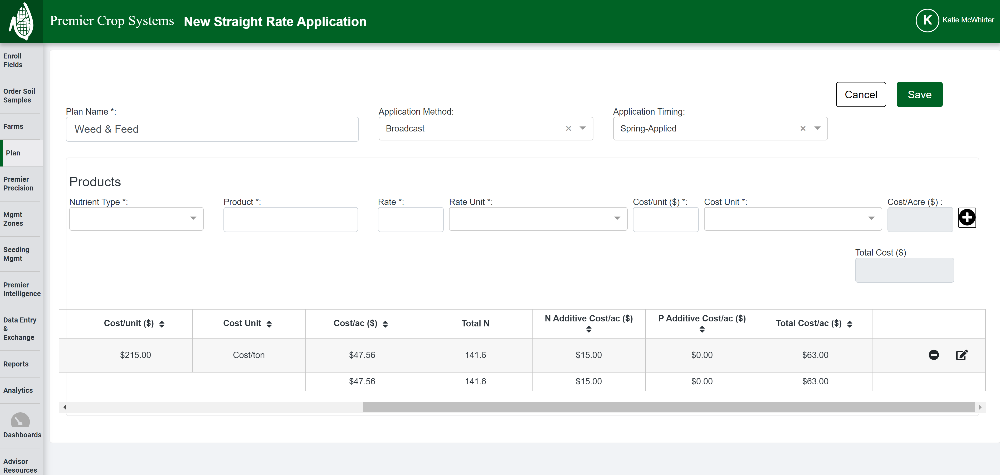 Premier Crop Systems New Straight Rate Application
K Katie McWhirter
Enroll
Fields
Order Soil
Samples
Farms
Plan
Premier
Precision
Mgmt
Zones
Seeding
Mgmt
Premier
Intelligence
Data Entry
&
Exchange
Reports
Analytics
Dashboards
Advisor
Resources
Cancel Save
Plan Name *: Application Method: Application Timing:
Weed & Feed Broadcast × Spring-Applied ×
Products
Nutrient Type *: Product *: Rate *: Rate Unit *: Cost/unit ($) *: Cost Unit *: Cost/Acre ($) :
Total Cost ($)
Cost/unit ($) Cost Unit Cost/ac ($) Total N N Additive Cost/ac ($) P Additive Cost/ac ($) Total Cost/ac ($)
$215.00 Cost/ton $47.56 141.6 $15.00 $0.00 $63.00
$47.56 141.6 $15.00 $0.00 $63.00